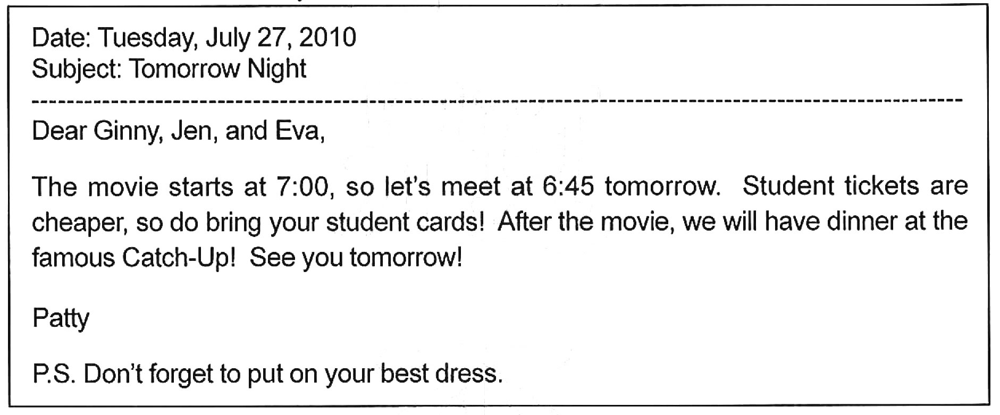 Date: Tuesday, July 27, 2010
Subject: Tomorrow Night
Dear Ginny, Jen, and Eva,
The movie starts at 7:00, so let's meet at 6:45 tomorrow. Student tickets are
cheaper, so do bring your student cards! After the movie, we will have dinner at the
famous Catch-Up! See you tomorrow!
Patty
P.S. Don't forget to put on your best dress.